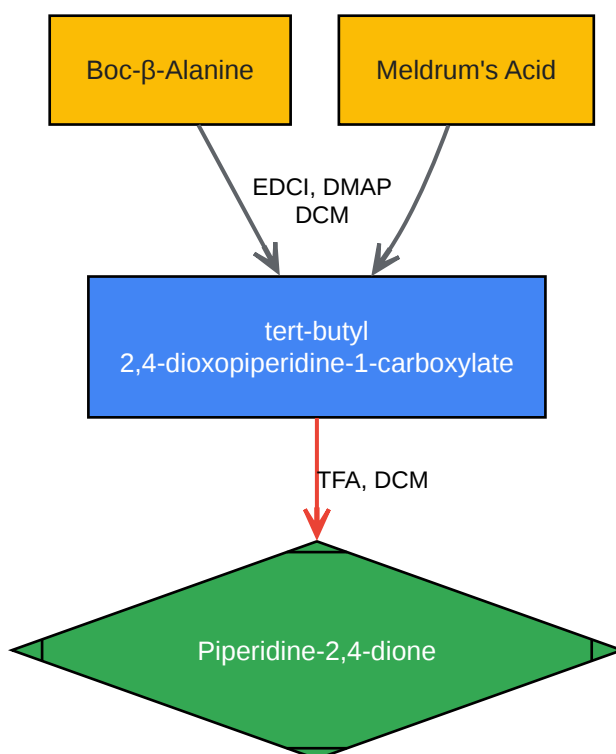 Boc-β-Alanine
Meldrum's Acid
EDCI, DMAP
DCM
tert-butyl
2,4-dioxopiperidine-1-carboxylate
TFA, DCM
Piperidine-2,4-dione